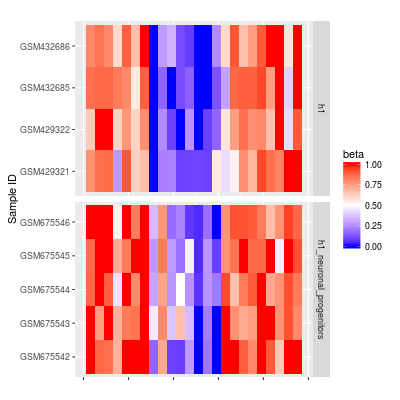 Sample ID
GSM432686
GSM432685
GSM429322
GSM429321
h1
GSM675546
GSM675545
GSM675544
GSM675543
GSM675542
h1_neuronal_progenitors
beta
1.00
0.75
0.50
0.25
0.00